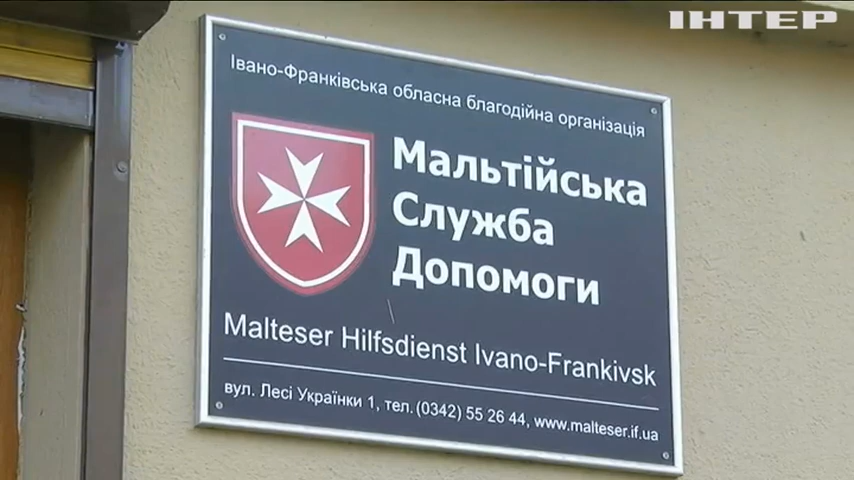 ІНТЕР
Івано-Франківська обласна благодійна організація
Мальтійська
Служба
Допомоги
Malteser Hilfsdienst Ivano-Frankivsk
вул. Лесі Українки 1, тел. (0342) 55 26 44, www.malteser.if.ua